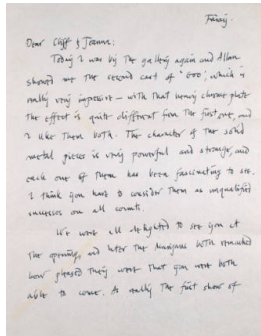 Friday.
Dear Cliff & Joanna:
Today I was by the gallery again and Allan
showed me the second cast of "Goo", which is
really very impressive — with that heavy chrome plate
the effect is quite different from the first one, and
I like them both. The character of the solid
metal pieces is very powerful and strange, and
each one of them has been fascinating to see.
I think you have to consider them an unqualified
success on all counts.
We were all delighted to see you at
the opening, and later the both remarked
how pleased they were that you were both
able to come. As really the first show of